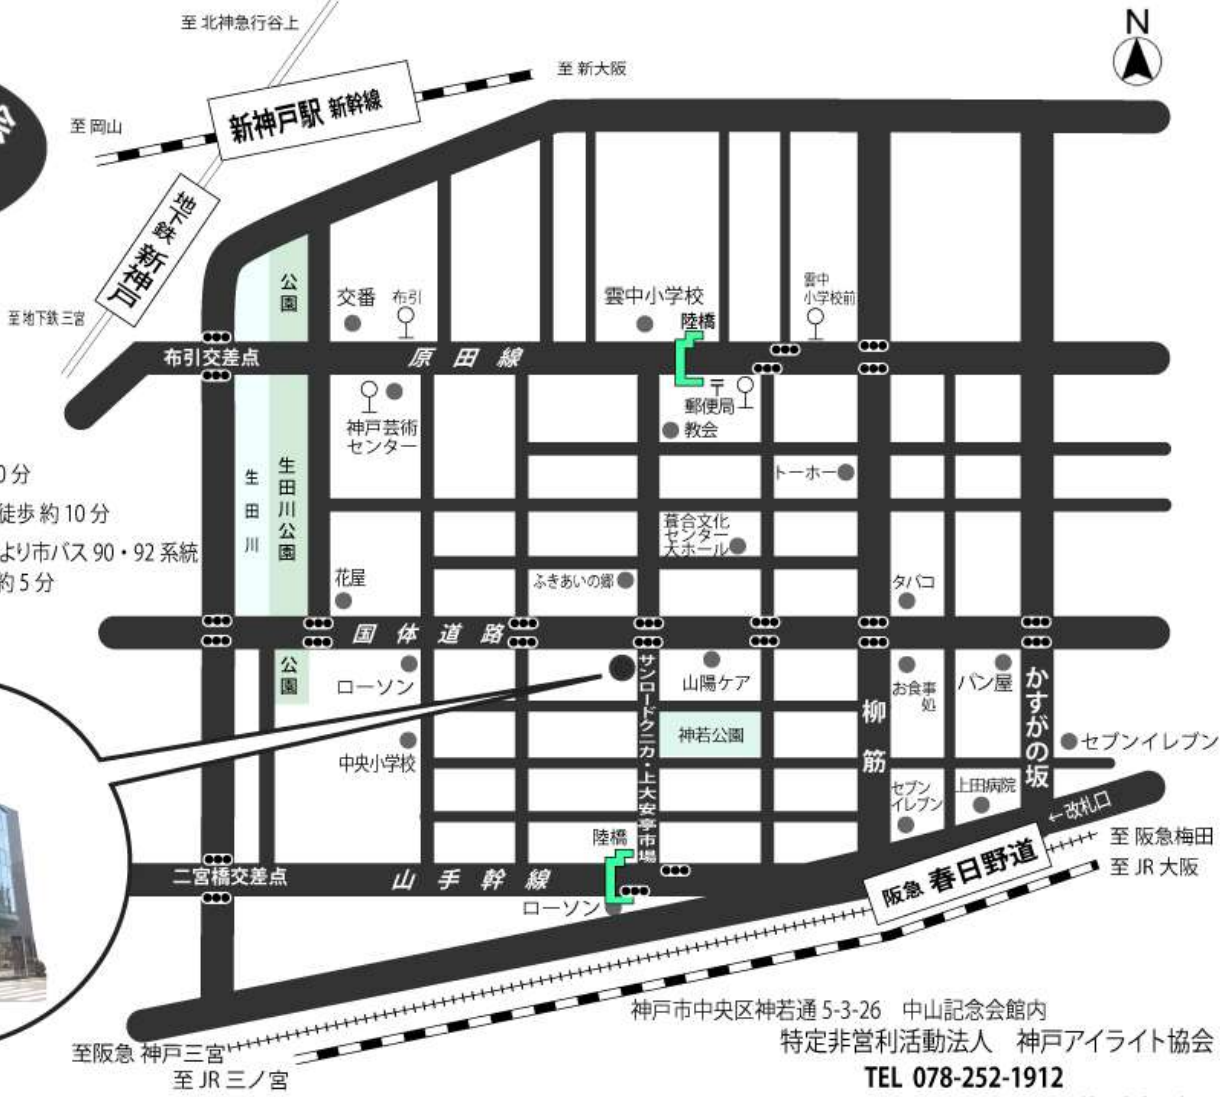 至 北神急行谷上
N
至 新大阪
新神戸駅 新幹線
至 岡山
地下鉄 新神戸
至地下鉄 三宮
公園
交番
布引
雲中小学校
陸橋
雲中
小学校前
布引交差点
原田線
〒
郵便局
神戸芸術
センター
教会
0 分
徒歩 約 10 分
より市バス 90・92 系統
約 5 分
生田川
生田川公園
トーホー
葺合文化
センター
大ホール
花屋
ふきあいの郷
タバコ
国体道路
公園
ローソン
サンロードクニカ・上大安亭市場
山陽ケア
柳筋
お食事
処
パン屋
かすがの坂
神若公園
中央小学校
セブンイレブン
セブン
イレブン
上田病院
←改札口
陸橋
二宮橋交差点
山手幹線
ローソン
阪急 春日野道
至 阪急梅田
至 JR 大阪
神戸市中央区神若通 5-3-26　中山記念会館内
特定非営利活動法人　神戸アイライト協会
TEL 078-252-1912
至阪急 神戸三宮
至 JR 三ノ宮